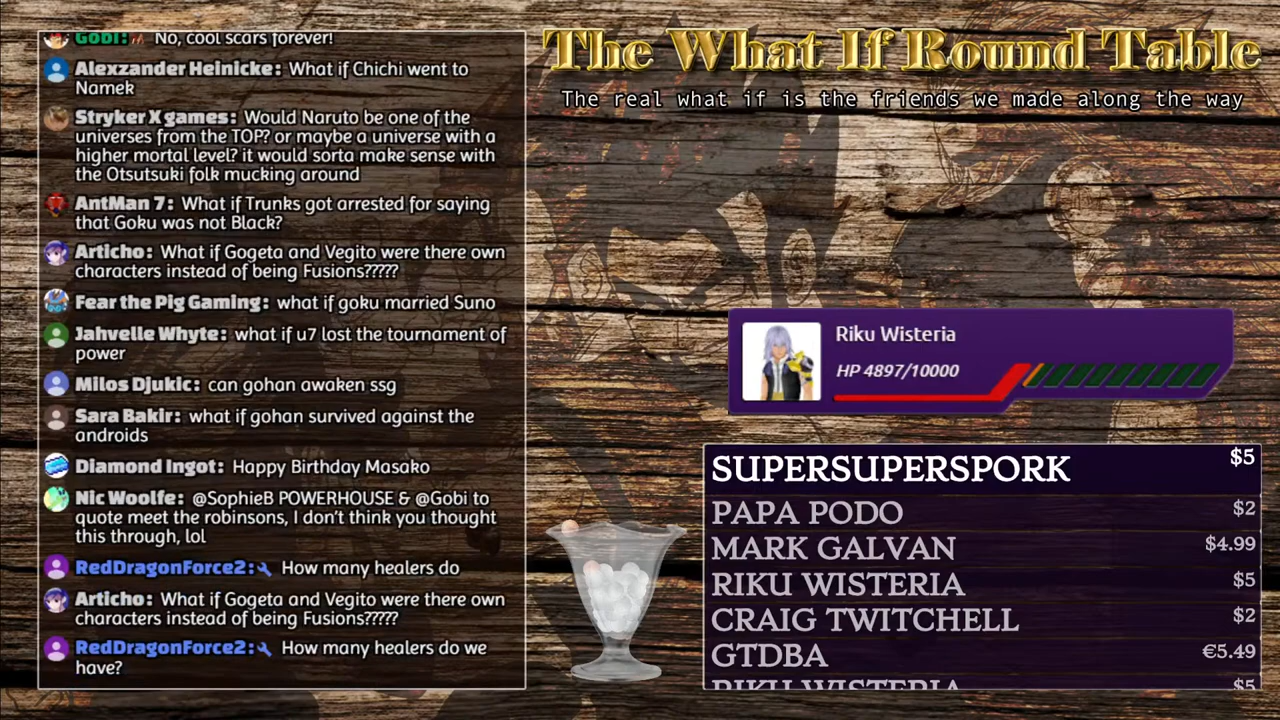 GOBI: No, cool scars forever!
Alexzander Heinicke: What if Chichi went to
Namek
Stryker X games: Would Naruto be one of the
universes from the TOP? or maybe a universe with a
higher mortal level? it would sorta make sense with
the Otsutsuki folk mucking around
AntMan 7: What if Trunks got arrested for saying
that Goku was not Black?
Articho: What if Gogeta and Vegito were there own
characters instead of being Fusions?????
Fear the Pig Gaming: what if goku married Suno
Jahvelle Whyte: what if u7 lost the tournament of
power
Milos Djukic: can gohan awaken ssg
Sara Bakir: what if gohan survived against the
androids
Diamond Ingot: Happy Birthday Masako
Nic Woolfe: @SophieB POWERHOUSE & @Gobi to
quote meet the robinsons, I don't think you thought
this through, lol
RedDragonForce2: How many healers do
Articho: What if Gogeta and Vegito were there own
characters instead of being Fusions?????
RedDragonForce2: How many healers do we
have?
The What If Round Table
The real what if is the friends we made along the way
Riku Wisteria
HP 4897/10000
SUPERSUPERSPORK $5
PAPA PODO $2
MARK GALVAN $4.99
RIKU WISTERIA $5
CRAIG TWITCHELL $2
GTDBA €5.49
RIKU WISTERIA $5